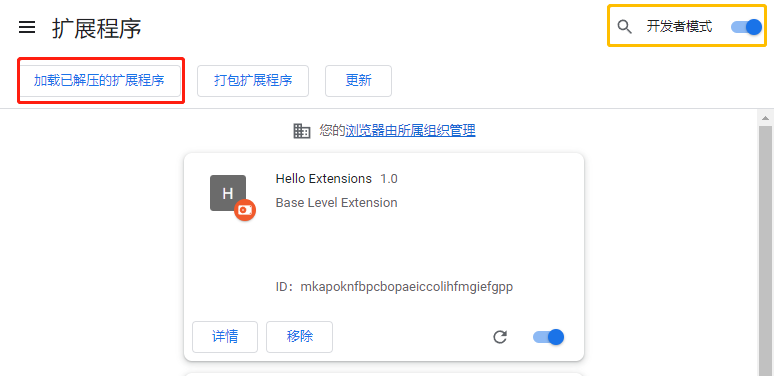 扩展程序
开发者模式
加载已解压的扩展程序 打包扩展程序 更新
您的浏览器由所属组织管理
H
Hello Extensions 1.0
Base Level Extension
ID：mkapoknfbpcbopaeiccolihfmgiefgpp
详情 移除